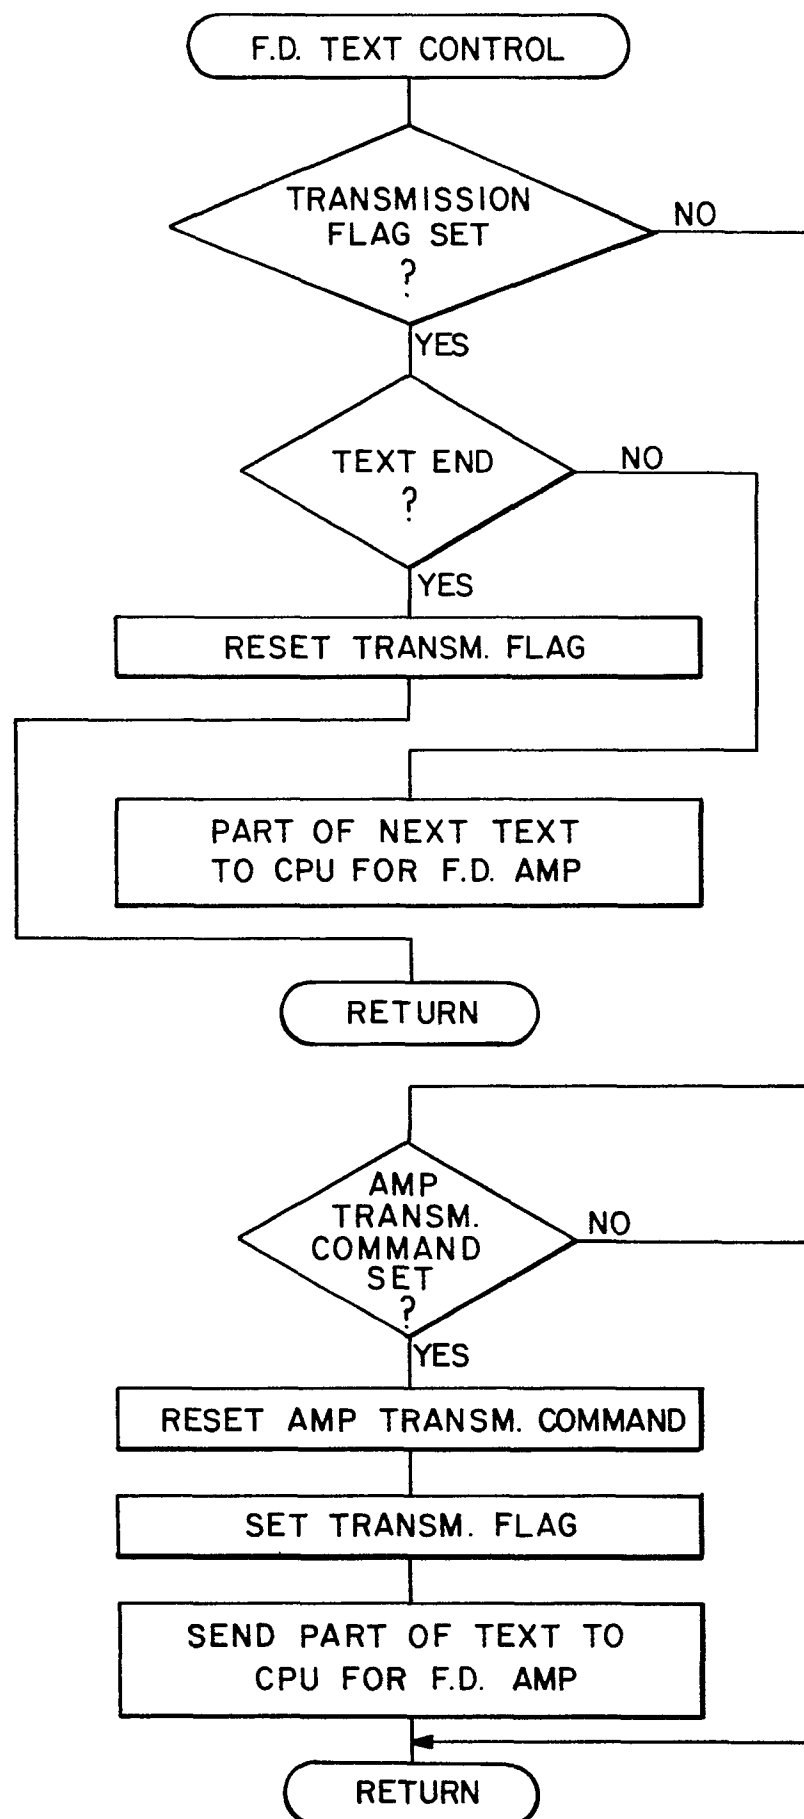 F.D. TEXT CONTROL
TRANSMISSION
FLAG SET
?
NO
YES
TEXT END
?
NO
YES
RESET TRANSM. FLAG
PART OF NEXT TEXT
TO CPU FOR F.D. AMP
RETURN
AMP
TRANSM.
COMMAND
SET
?
NO
YES
RESET AMP TRANSM. COMMAND
SET TRANSM. FLAG
SEND PART OF TEXT TO
CPU FOR F.D. AMP
RETURN